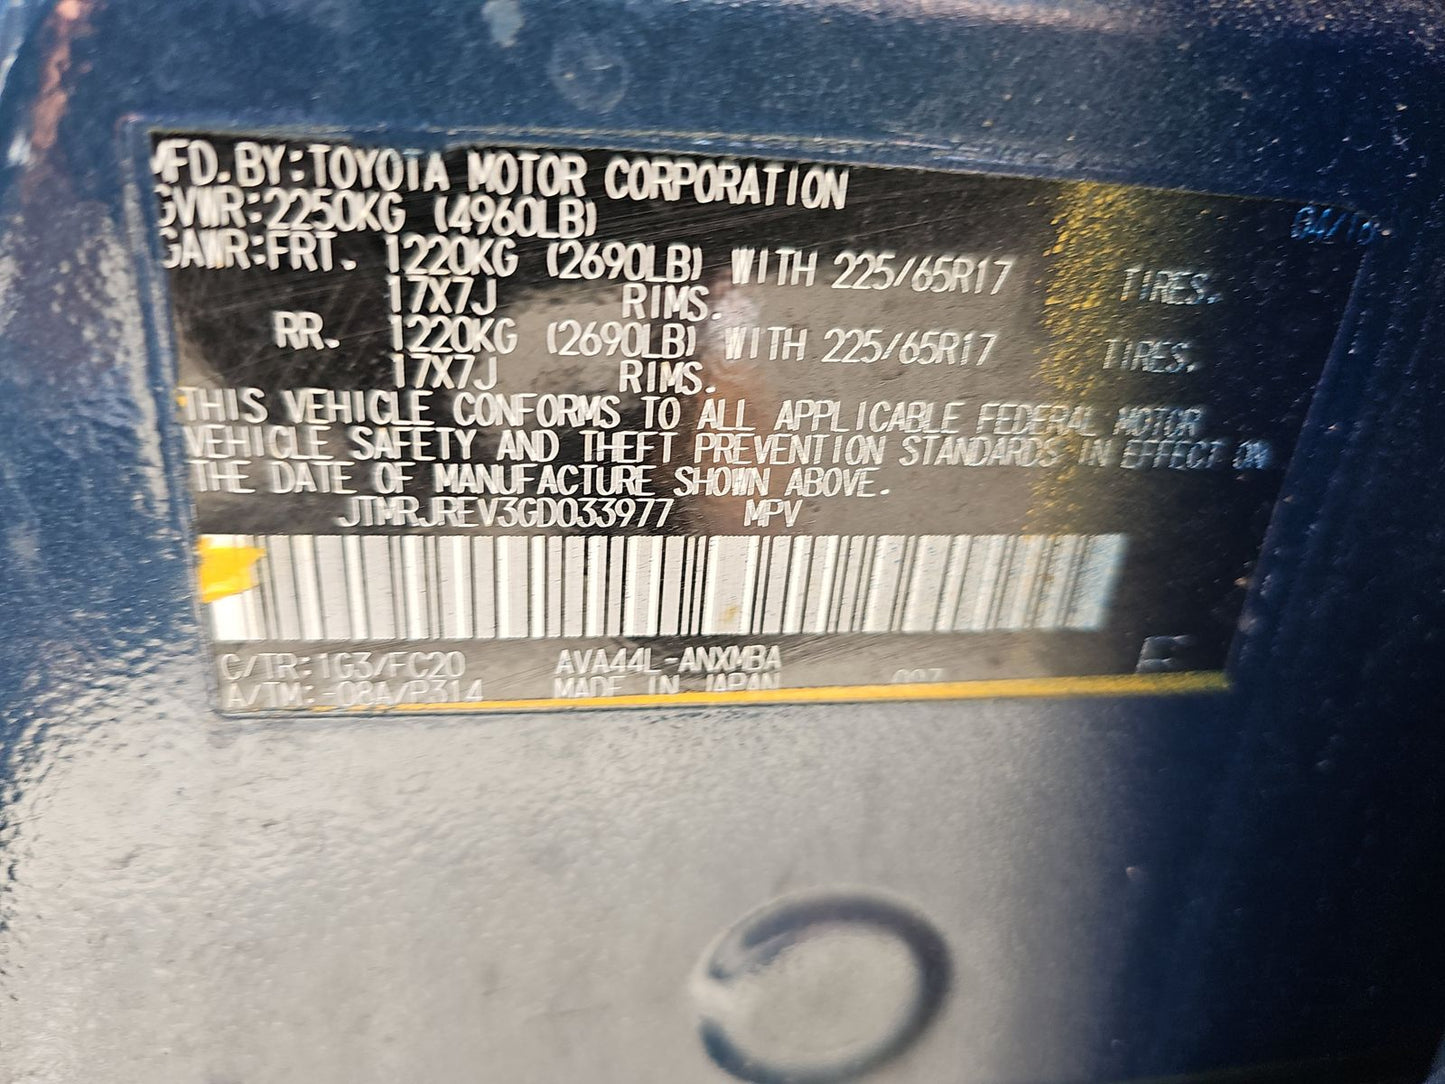 MFD. BY: TOYOTA MOTOR CORPORATION
GVWR: 2250KG (4960LB)
GAWR: FRT. 1220KG (2690LB) WITH 225/65R17 TIRES.
17X7J RIMS.
RR. 1220KG (2690LB) WITH 225/65R17 TIRES.
17X7J RIMS.
THIS VEHICLE CONFORMS TO ALL APPLICABLE FEDERAL MOTOR
VEHICLE SAFETY AND THEFT PREVENTION STANDARDS IN EFFECT ON
THE DATE OF MANUFACTURE SHOWN ABOVE.
JTMRJREV3GD033977 MPV
C/TR: 1G3/FC20 AVA44L-ANXMBA
A/TM: -08A/P314 MADE IN JAPAN